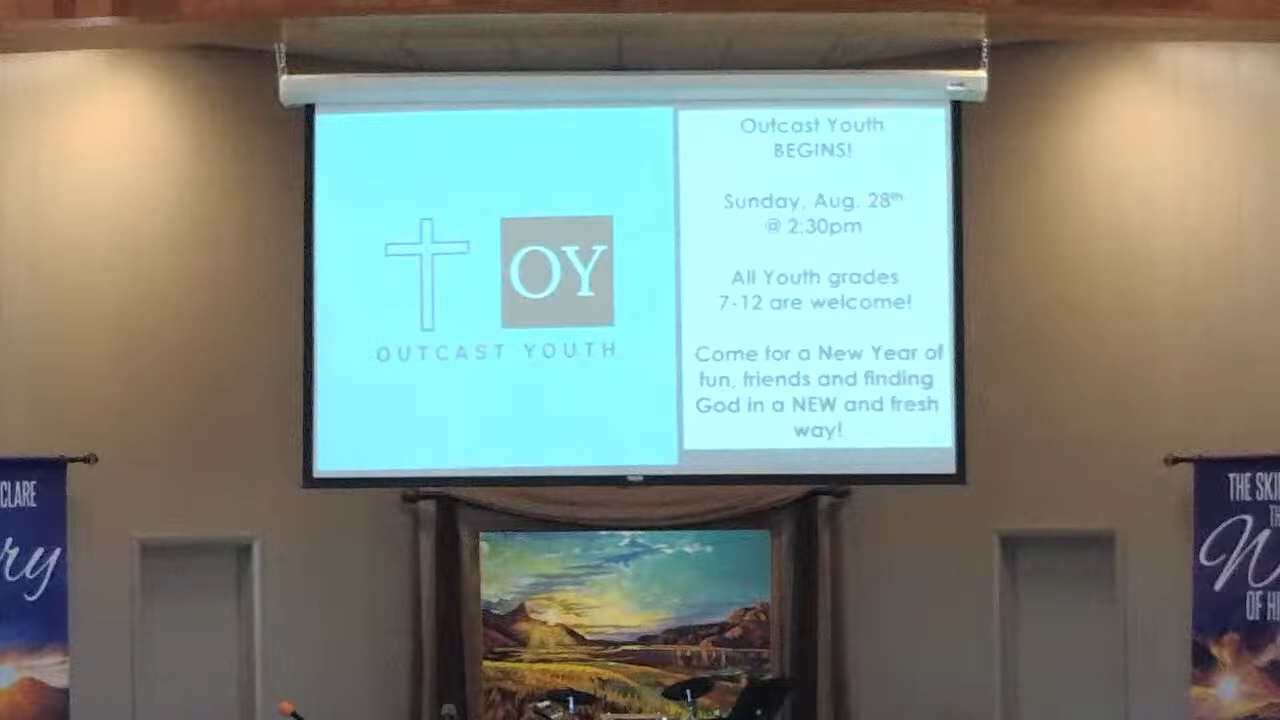 OY
OUTCAST YOUTH
Outcast Youth
BEGINS!
Sunday, Aug. 28th
@ 2:30pm
All Youth grades
7-12 are welcome!
Come for a New Year of
fun, friends and finding
God in a NEW and fresh
way!
CLARE
ry
THE SKI
W
OF HI